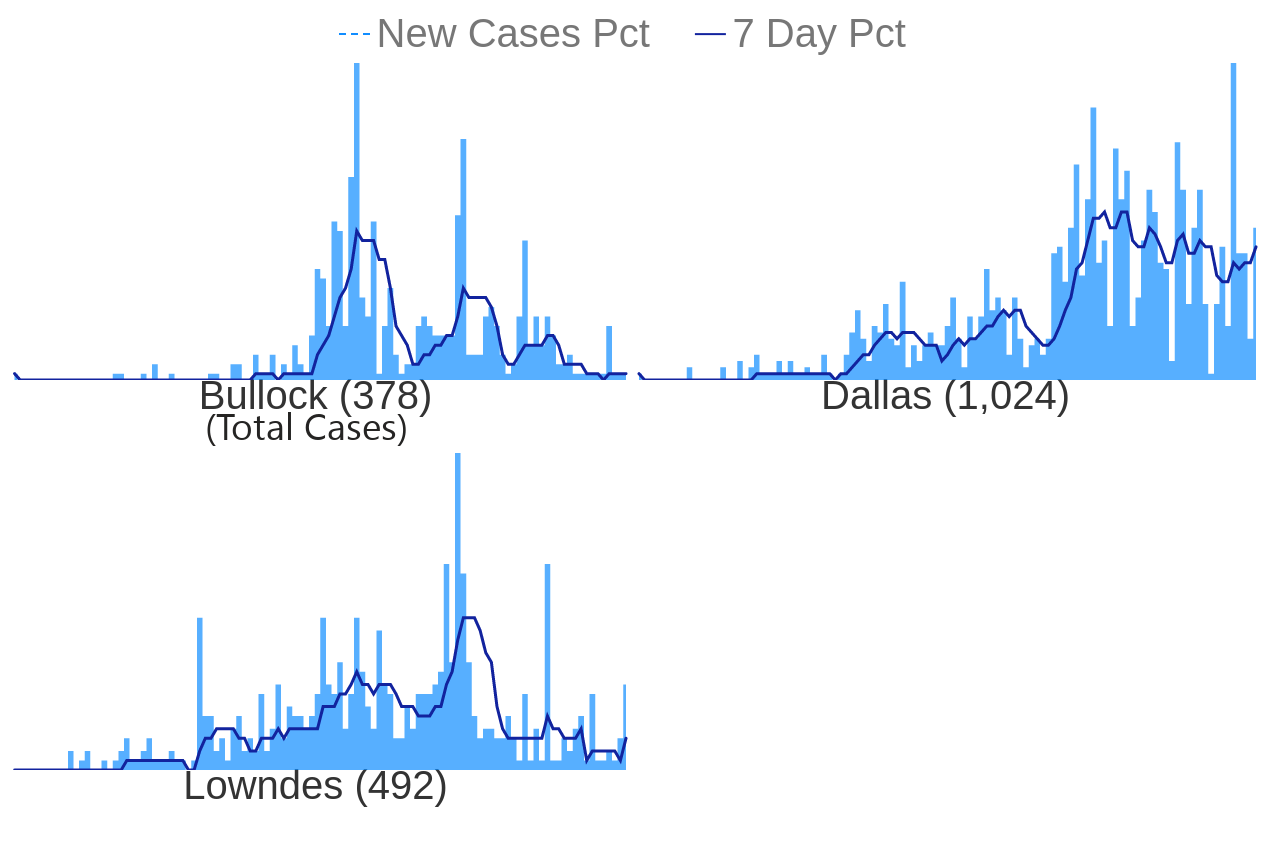 New Cases Pct 7 Day Pct
Bullock (378)
(Total Cases)
Dallas (1,024)
Lowndes (492)